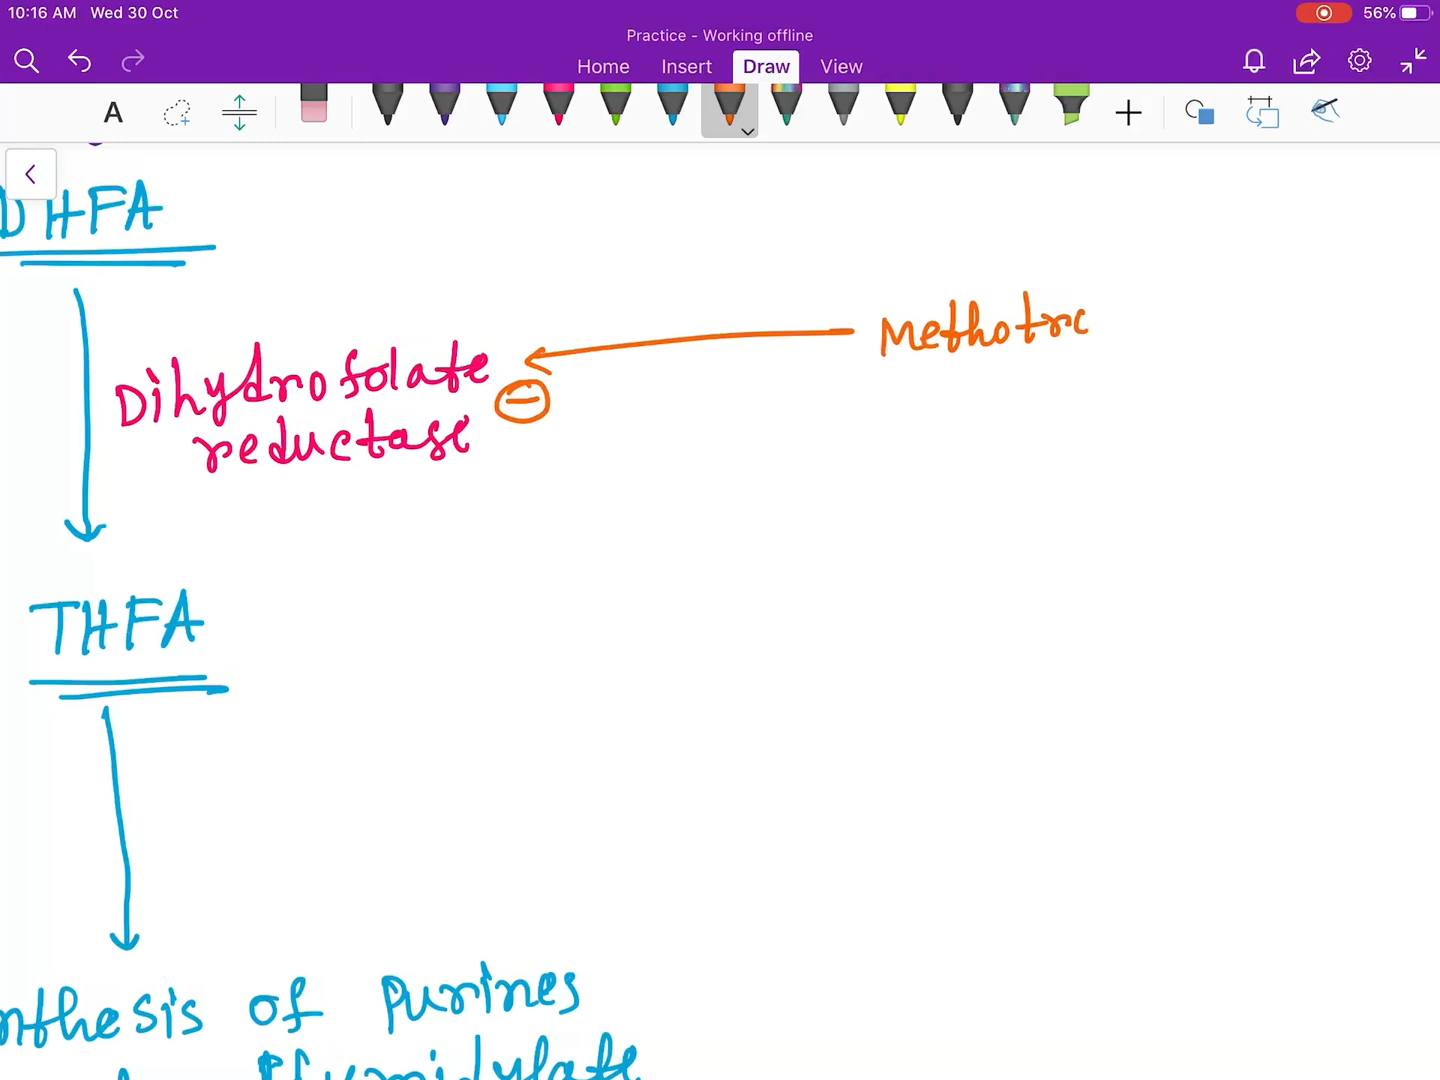 10:16 AM Wed 30 Oct
56%
Practice - Working offline
Home Insert Draw View
A
DHFA
Methotre
Dihydrofolate
reductase
THFA
nthesis of Purines